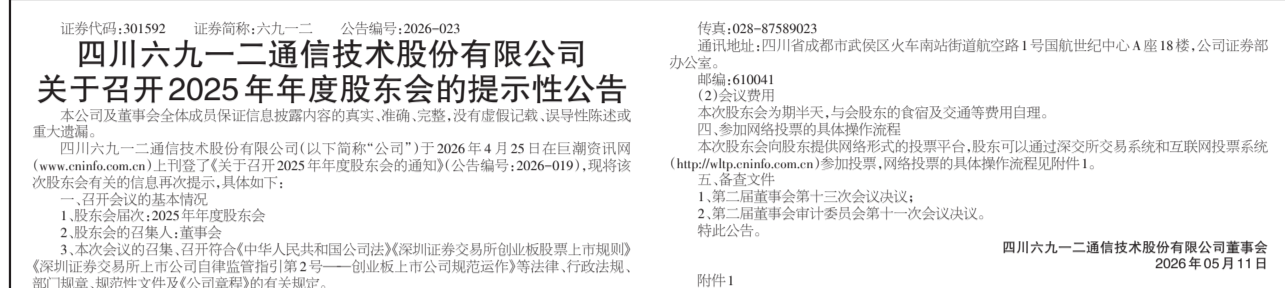 证券代码:301592 证券简称:六九一二 公告编号:2026-023
四川六九一二通信技术股份有限公司
关于召开2025年年度股东会的提示性公告
本公司及董事会全体成员保证信息披露内容的真实、准确、完整,没有虚假记载、误导性陈述或
重大遗漏。
四川六九一二通信技术股份有限公司(以下简称“公司”)于2026年4月25日在巨潮资讯网
(www.cninfo.com.cn)上刊登了《关于召开2025年年度股东会的通知》(公告编号:2026-019),现将该
次股东会有关的信息再次提示,具体如下:
一、召开会议的基本情况
1、股东会届次:2025年年度股东会
2、股东会的召集人:董事会
3、本次会议的召集、召开符合《中华人民共和国公司法》《深圳证券交易所创业板股票上市规则》
《深圳证券交易所上市公司自律监管指引第2号——创业板上市公司规范运作》等法律、行政法规、
部门规章、规范性文件及《公司章程》的有关规定。
传真:028-87589023
通讯地址:四川省成都市武侯区火车南站街道航空路1号国航世纪中心A座18楼,公司证券部
办公室。
邮编:610041
(2)会议费用
本次股东会为期半天,与会股东的食宿及交通等费用自理。
四、参加网络投票的具体操作流程
本次股东会向股东提供网络形式的投票平台,股东可以通过深交所交易系统和互联网投票系统
(http://wltp.cninfo.com.cn)参加投票,网络投票的具体操作流程见附件1。
五、备查文件
1、第二届董事会第十三次会议决议;
2、第二届董事会审计委员会第十一次会议决议。
特此公告。
四川六九一二通信技术股份有限公司董事会
2026年05月11日
附件1